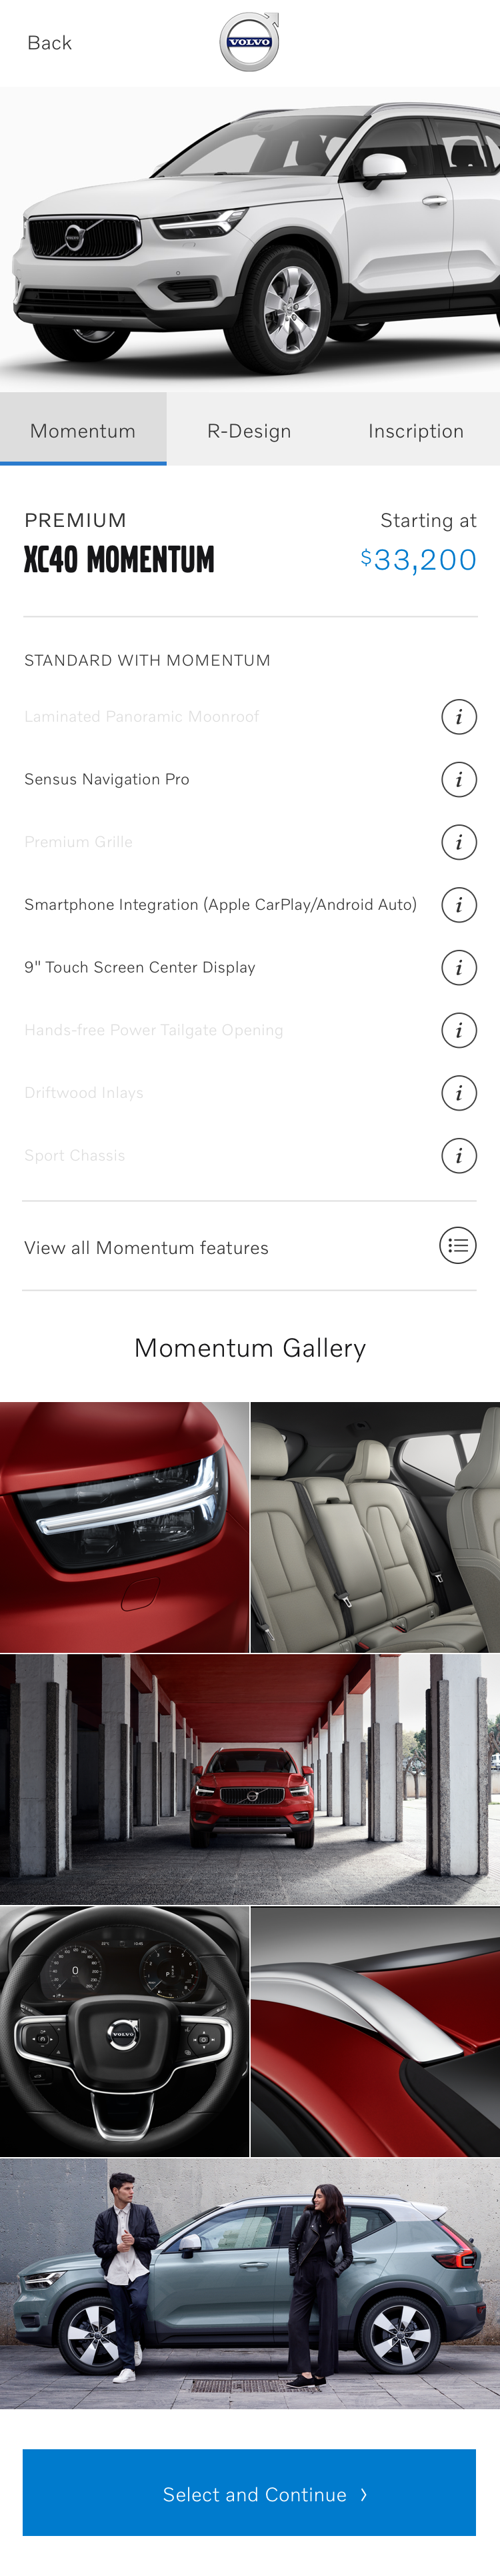 Back
VOLVO
Momentum
R-Design
Inscription
PREMIUM
Starting at
XC40 MOMENTUM
$33,200
STANDARD WITH MOMENTUM
Laminated Panoramic Moonroof
Sensus Navigation Pro
Premium Grille
Smartphone Integration (Apple CarPlay/Android Auto)
9" Touch Screen Center Display
Hands-free Power Tailgate Opening
Driftwood Inlays
Sport Chassis
View all Momentum features
Momentum Gallery
VOLVO
Select and Continue